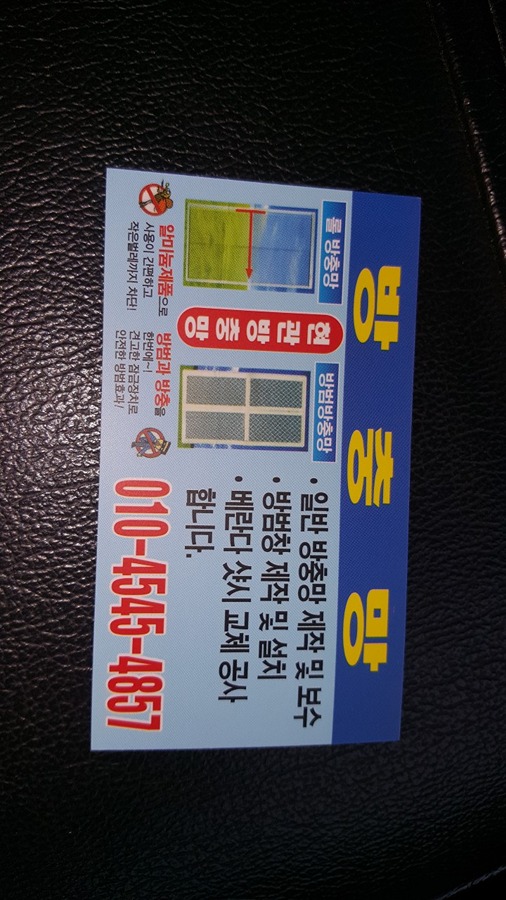 방 충 망
롤 방충망
알미늄제품으로
사용이 간편하고
작은벌레까지 차단!
현 관 방 충 망
방범방충망
방범과 방충을
한번에~!
견고한 잠금장치로
안전한 방범효과!
· 일반 방충망 제작 및 보수
· 방범창 제작 및 설치
· 베란다 샷시 교체 공사
합니다.
010-4545-4857